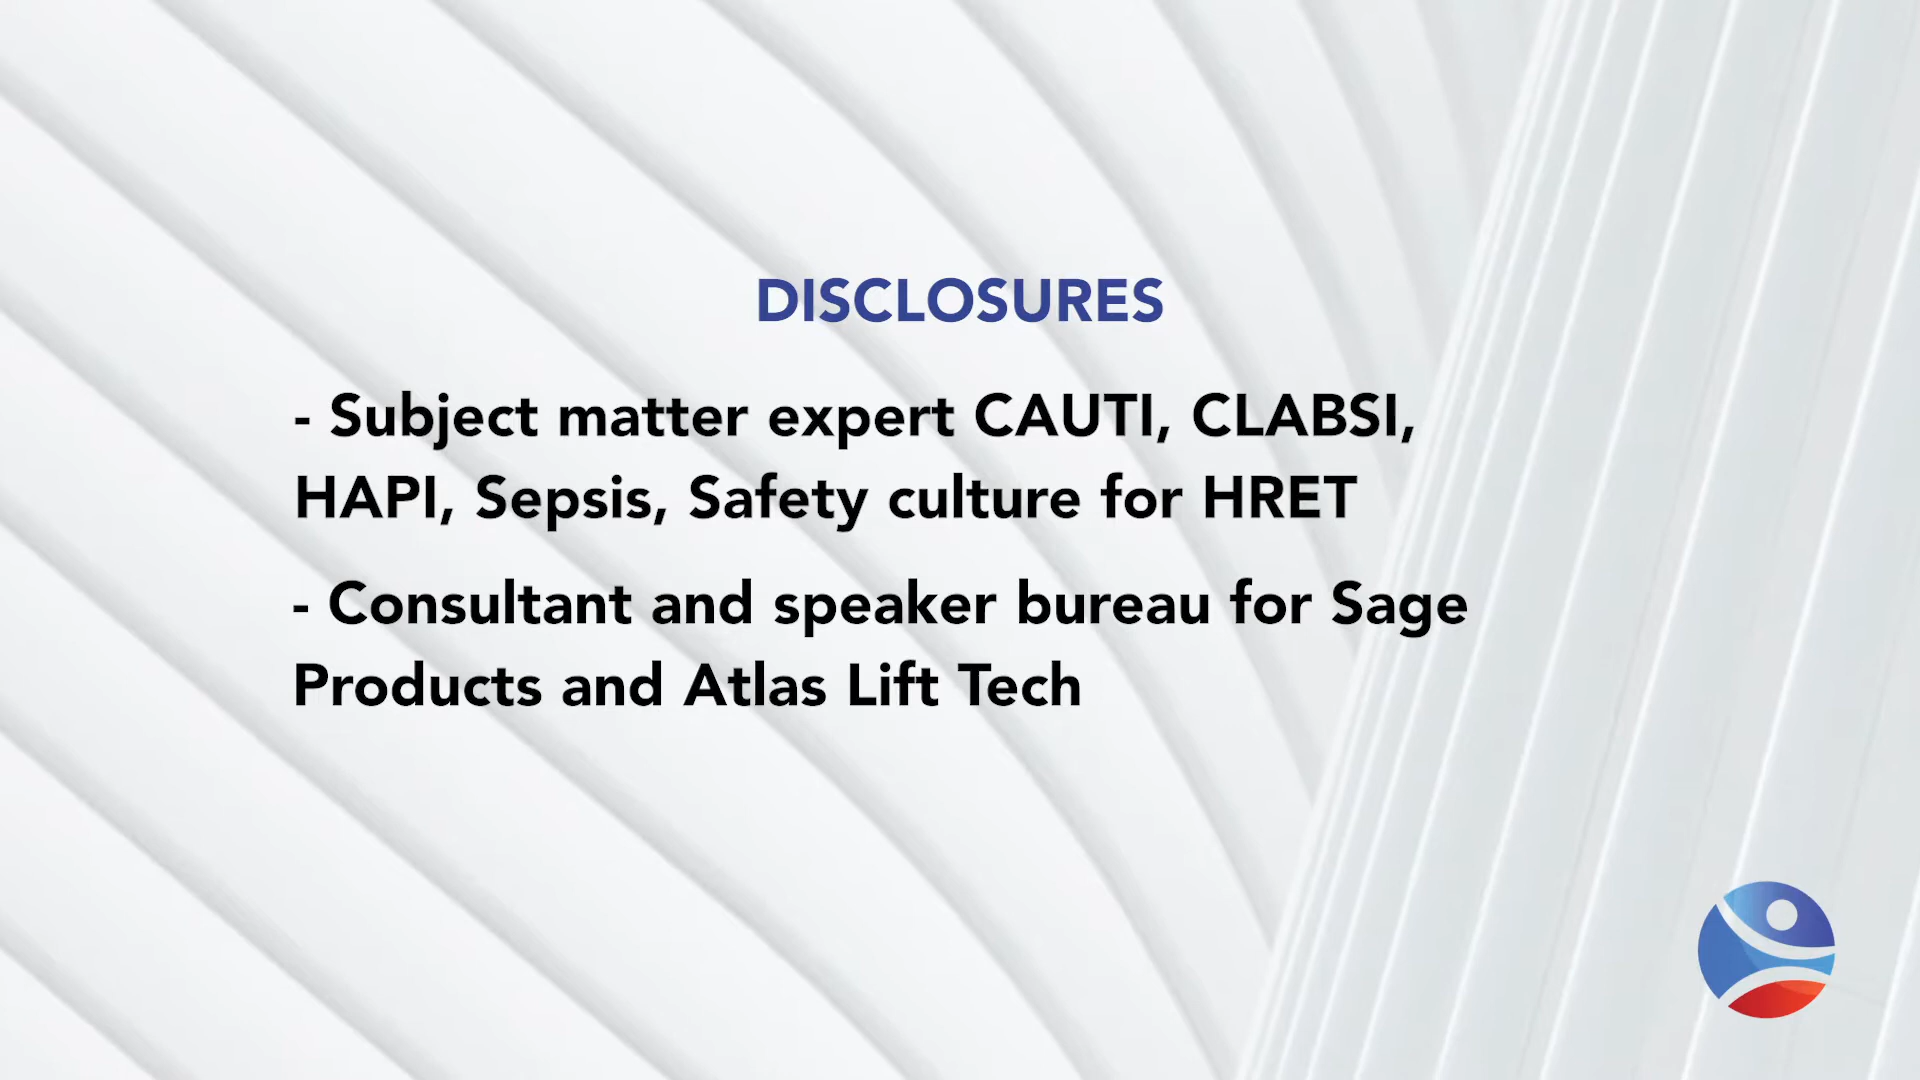 DISCLOSURES
- Subject matter expert CAUTI, CLABSI,
HAPI, Sepsis, Safety culture for HRET
- Consultant and speaker bureau for Sage
Products and Atlas Lift Tech